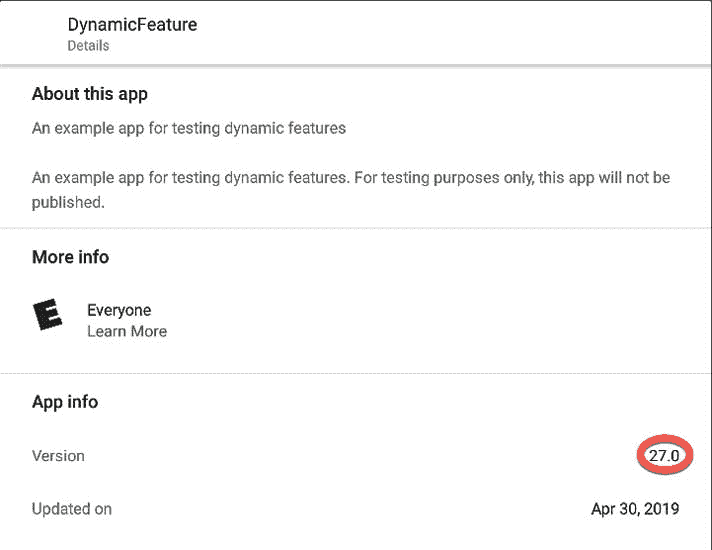 DynamicFeature
Details
About this app
An example app for testing dynamic features
An example app for testing dynamic features. For testing purposes only, this app will not be
published.
More info
E
Everyone
Learn More
App info
Version 27.0
Updated on Apr 30, 2019